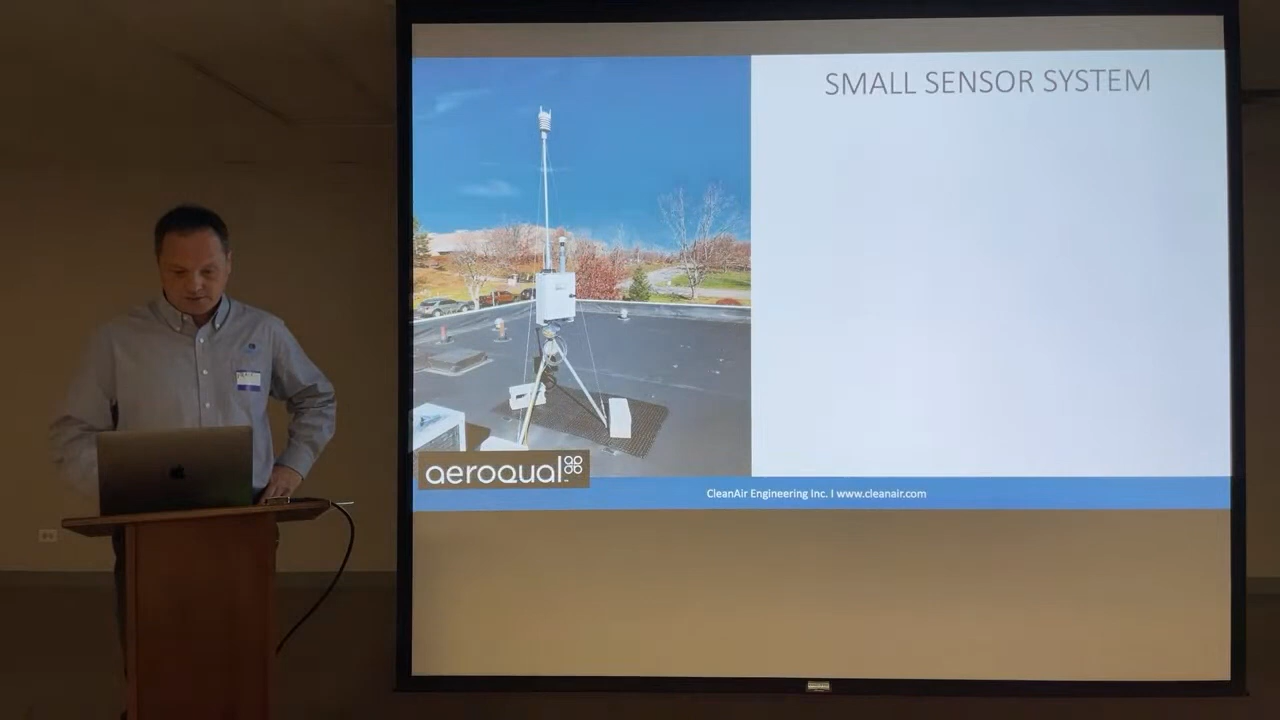 SMALL SENSOR SYSTEM
aeroqual
CleanAir Engineering Inc. I www.cleanair.com